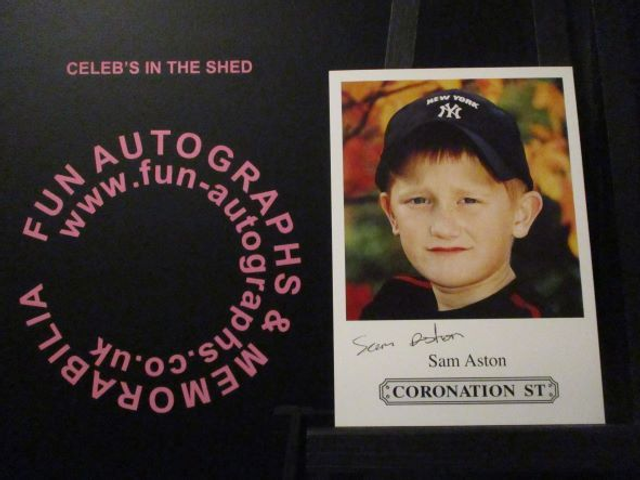 CELEB'S IN THE SHED
FUN AUTOGRAPHS & MEMORABILIA
www.fun-autographs.co.uk
NEW YORK
NY
Sam Aston
Sam Aston
CORONATION ST